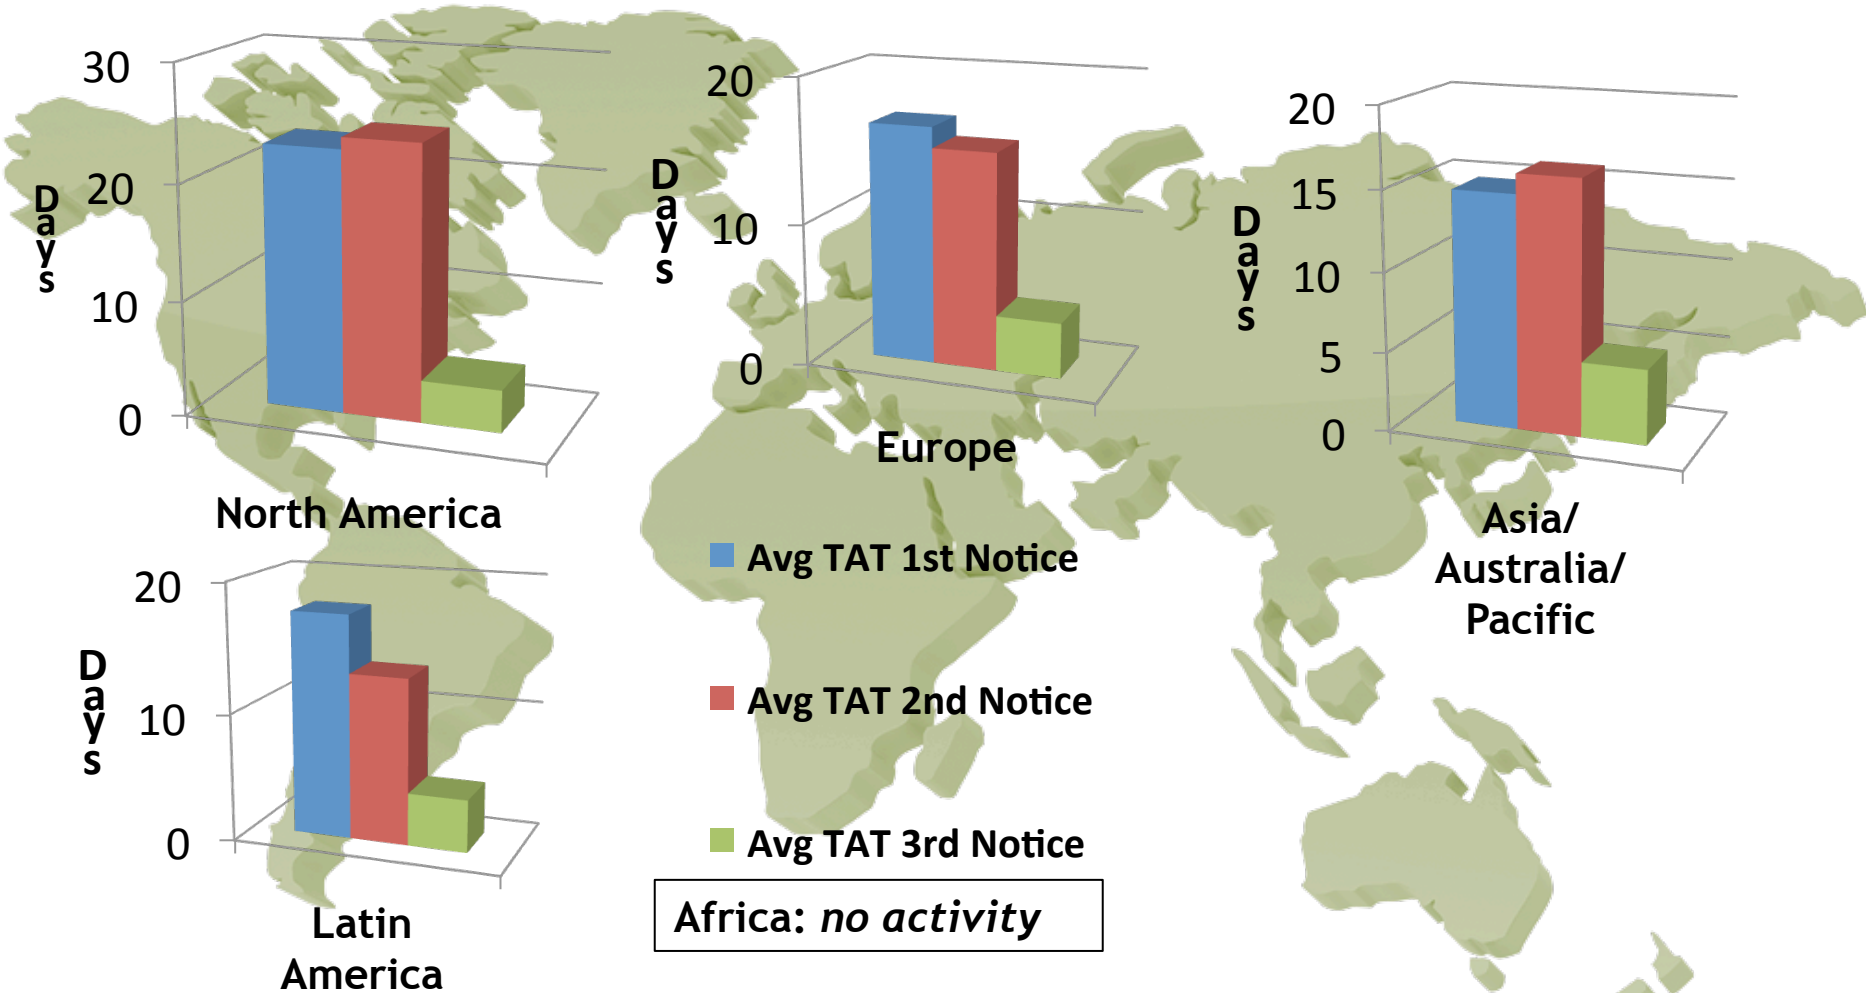 30
20
10
0
Days
North America
20
10
0
Days
Europe
20
15
10
5
0
Days
Asia/
Australia/
Pacific
20
10
0
Days
Latin
America
Avg TAT 1st Notice
Avg TAT 2nd Notice
Avg TAT 3rd Notice
Africa: no activity